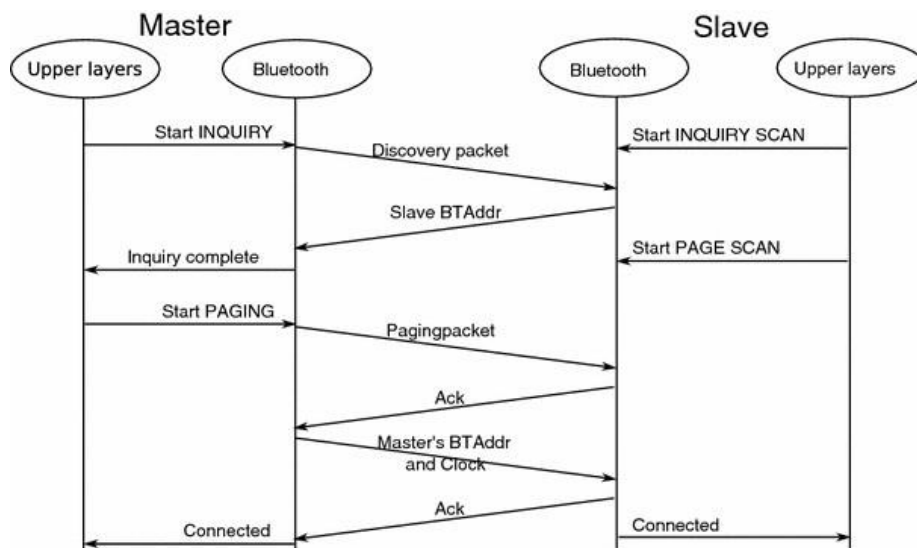 Master
Slave
Upper layers
Bluetooth
Bluetooth
Upper layers
Start INQUIRY
Start INQUIRY SCAN
Discovery packet
Slave BTAddr
Inquiry complete
Start PAGE SCAN
Start PAGING
Pagingpacket
Ack
Master's BTAddr
and Clock
Ack
Connected
Connected